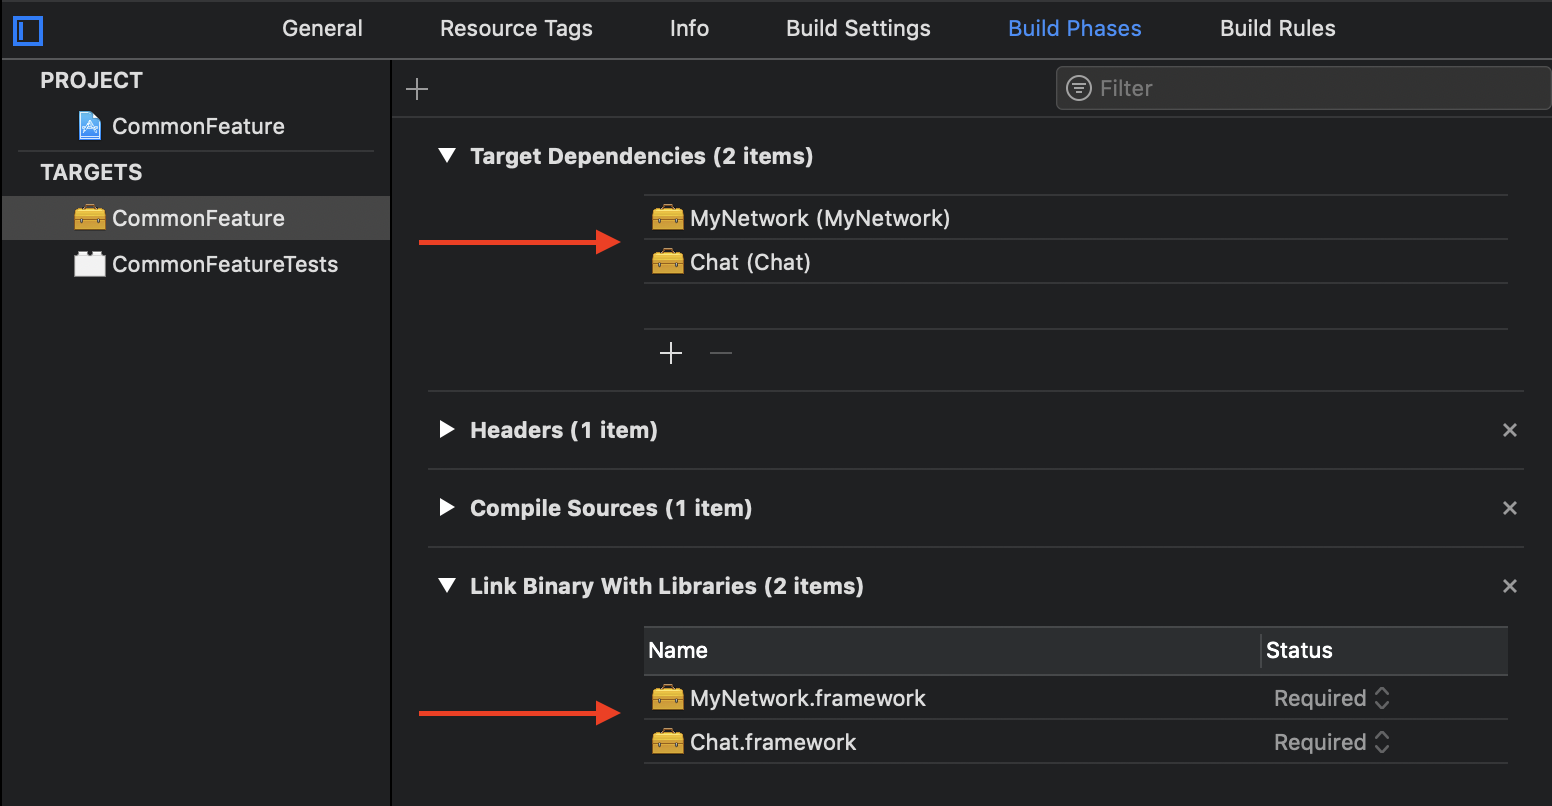 General Resource Tags Info Build Settings Build Phases Build Rules
PROJECT
CommonFeature
TARGETS
CommonFeature
CommonFeatureTests
Filter
Target Dependencies (2 items)
MyNetwork (MyNetwork)
Chat (Chat)
Headers (1 item)
Compile Sources (1 item)
Link Binary With Libraries (2 items)
Name Status
MyNetwork.framework Required
Chat.framework Required